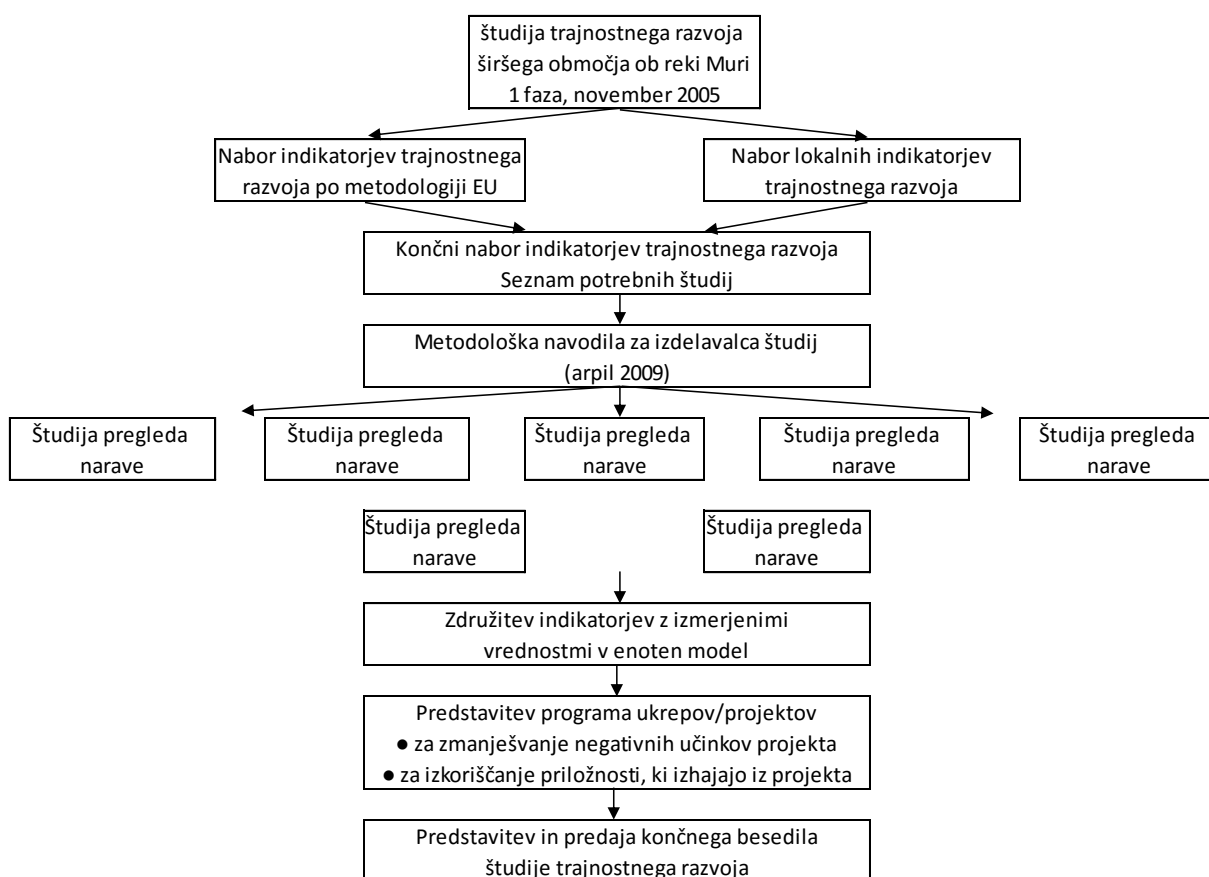 študija trajnostnega razvoja
širšega območja ob reki Muri
1 faza, november 2005
Nabor indikatorjev trajnostnega
razvoja po metodologiji EU
Nabor lokalnih indikatorjev
trajnostnega razvoja
Končni nabor indikatorjev trajnostnega razvoja
Seznam potrebnih študij
Metodološka navodila za izdelavalca študij
(arpil 2009)
Študija pregleda
narave
Študija pregleda
narave
Študija pregleda
narave
Študija pregleda
narave
Študija pregleda
narave
Študija pregleda
narave
Študija pregleda
narave
Združitev indikatorjev z izmerjenimi
vrednostmi v enoten model
Predstavitev programa ukrepov/projektov
● za zmanješvanje negativnih učinkov projekta
● za izkoriščanje priložnosti, ki izhajajo iz projekta
Predstavitev in predaja končnega besedila
študije trajnostnega razvoja